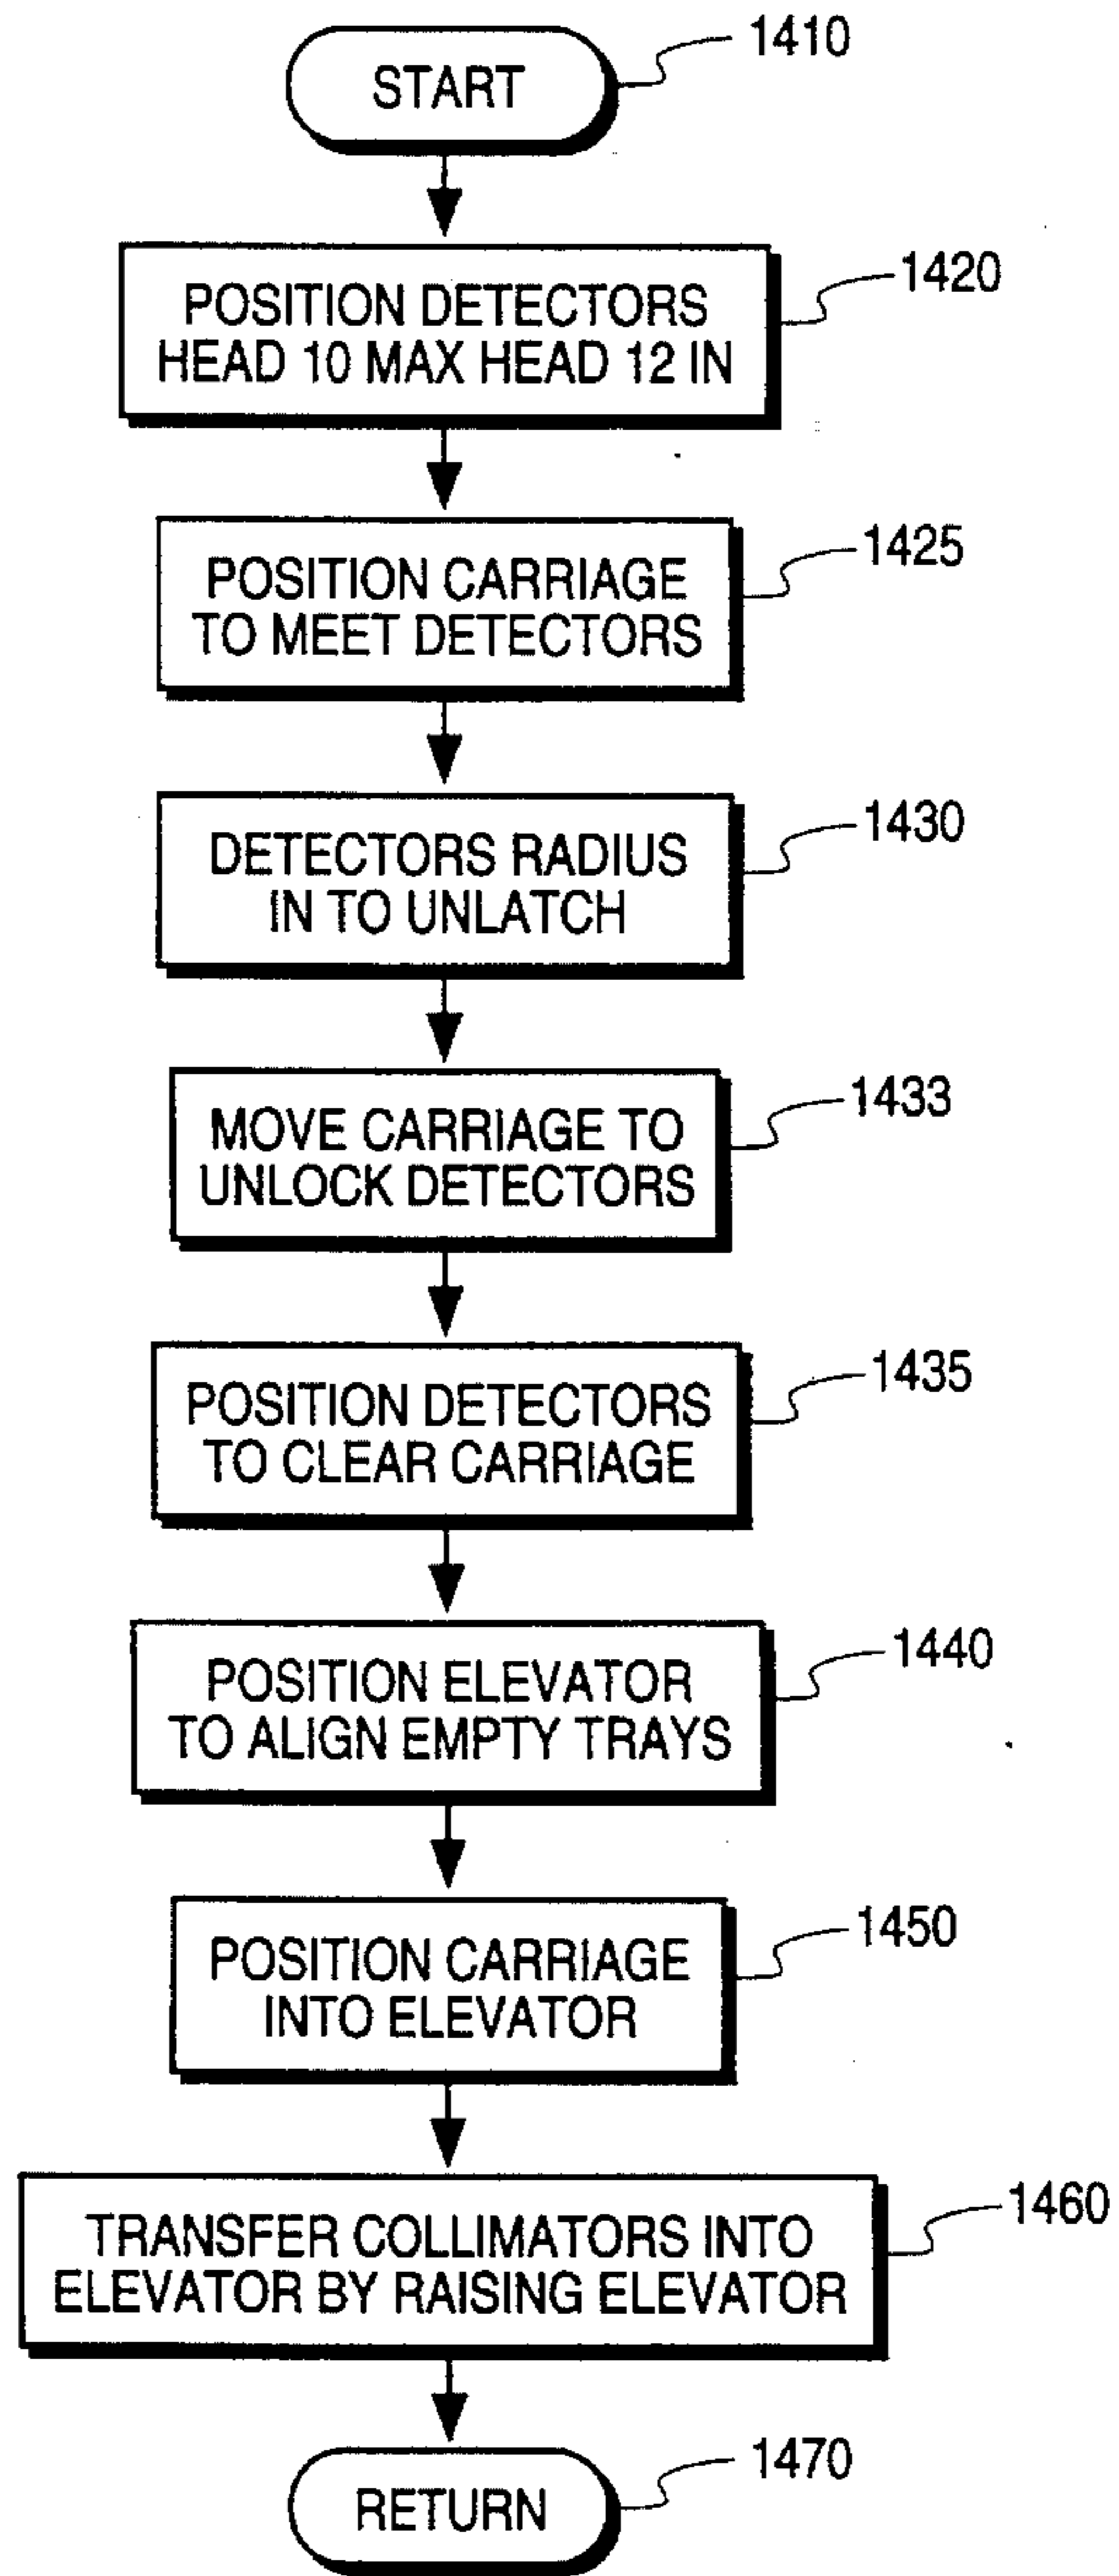 START
1410
POSITION DETECTORS
HEAD 10 MAX HEAD 12 IN
1420
POSITION CARRIAGE
TO MEET DETECTORS
1425
DETECTORS RADIUS
IN TO UNLATCH
1430
MOVE CARRIAGE TO
UNLOCK DETECTORS
1433
POSITION DETECTORS
TO CLEAR CARRIAGE
1435
POSITION ELEVATOR
TO ALIGN EMPTY TRAYS
1440
POSITION CARRIAGE
INTO ELEVATOR
1450
TRANSFER COLLIMATORS INTO
ELEVATOR BY RAISING ELEVATOR
1460
RETURN
1470